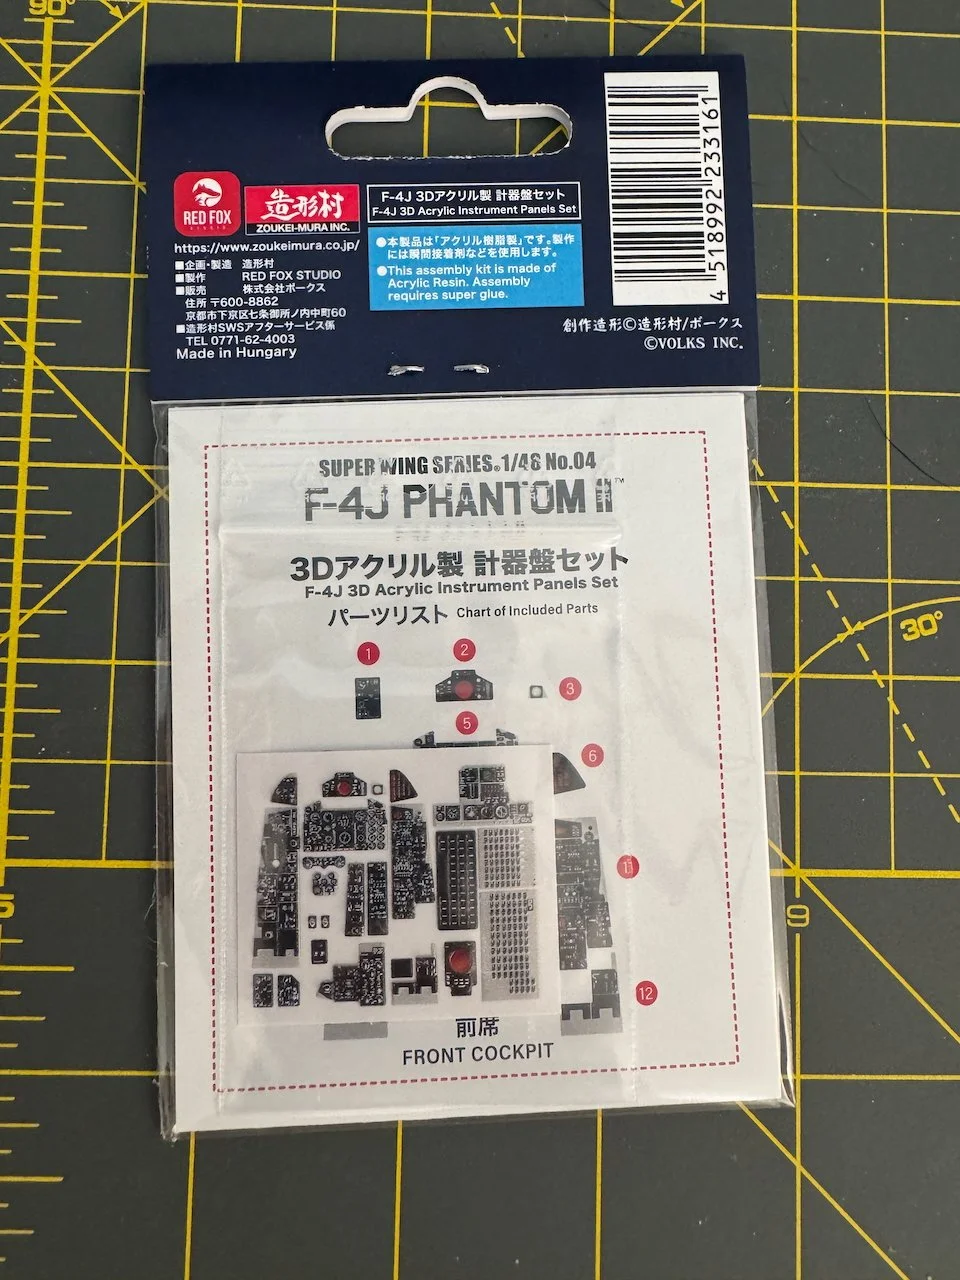 90°
RED FOX
STUDIO
造形村
ZOUKEI-MURA INC.
F-4J 3Dアクリル製 計器盤セット
F-4J 3D Acrylic Instrument Panels Set
https://www.zoukeimura.co.jp/
■企画・製造 造形村
■製作 RED FOX STUDIO
■販売 株式会社ボークス
住所 〒600-8862
京都市下京区七条御所ノ内中町60
■造形村SWSアフターサービス係
TEL 0771-62-4003
Made in Hungary
●本製品は「アクリル樹脂製」です。製作
には瞬間接着剤などを使用します。
●This assembly kit is made of
Acrylic Resin. Assembly
requires super glue.
4 518992 233161
創作造形©造形村/ボークス
©VOLKS INC.
SUPER WING SERIES® 1/48 No.04
F-4J PHANTOM II™
3Dアクリル製 計器盤セット
F-4J 3D Acrylic Instrument Panels Set
パーツリスト Chart of Included Parts
1
2
3
5
6
11
12
前席
FRONT COCKPIT
30°
5
9